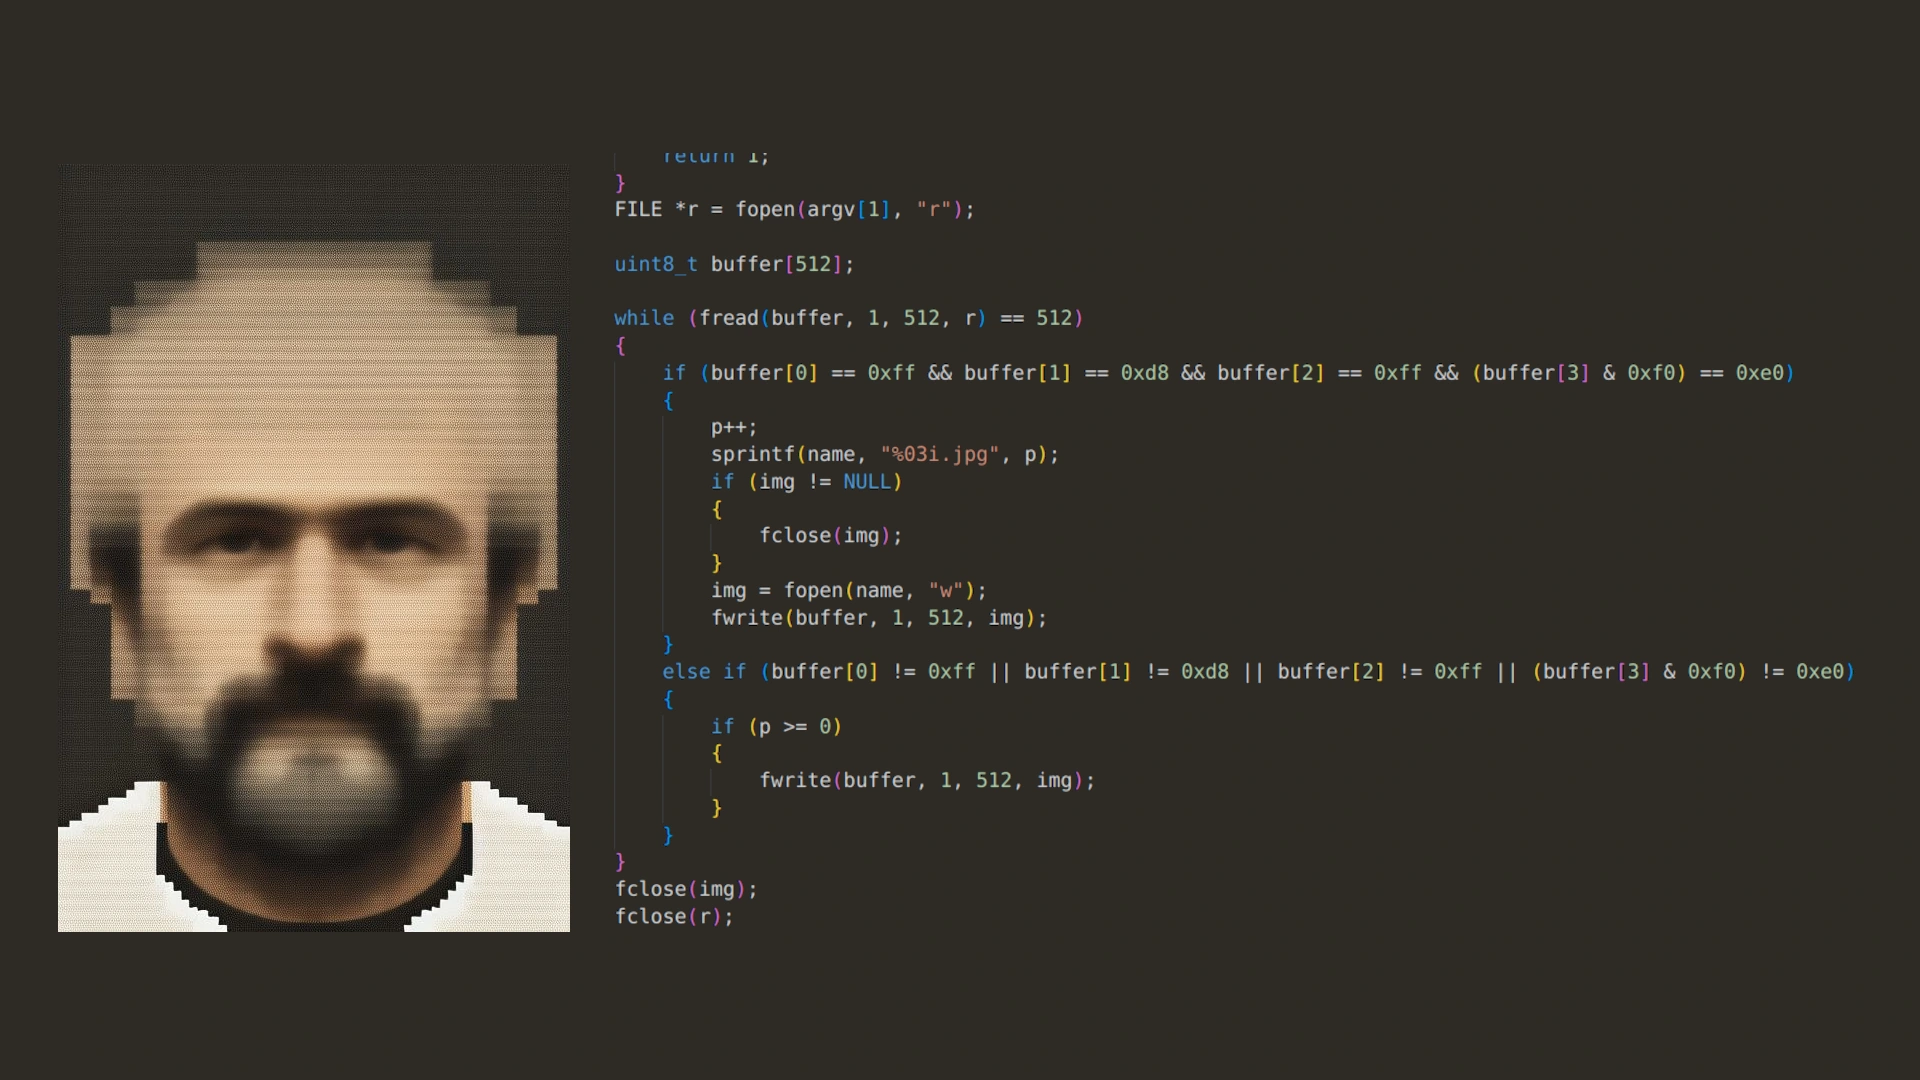 return 1;
}
FILE *r = fopen(argv[1], "r");
uint8_t buffer[512];
while (fread(buffer, 1, 512, r) == 512)
{
if (buffer[0] == 0xff && buffer[1] == 0xd8 && buffer[2] == 0xff && (buffer[3] & 0xf0) == 0xe0)
{
p++;
sprintf(name, "%03i.jpg", p);
if (img != NULL)
{
fclose(img);
}
img = fopen(name, "w");
fwrite(buffer, 1, 512, img);
}
else if (buffer[0] != 0xff || buffer[1] != 0xd8 || buffer[2] != 0xff || (buffer[3] & 0xf0) != 0xe0)
{
if (p >= 0)
{
fwrite(buffer, 1, 512, img);
}
}
}
fclose(img);
fclose(r);